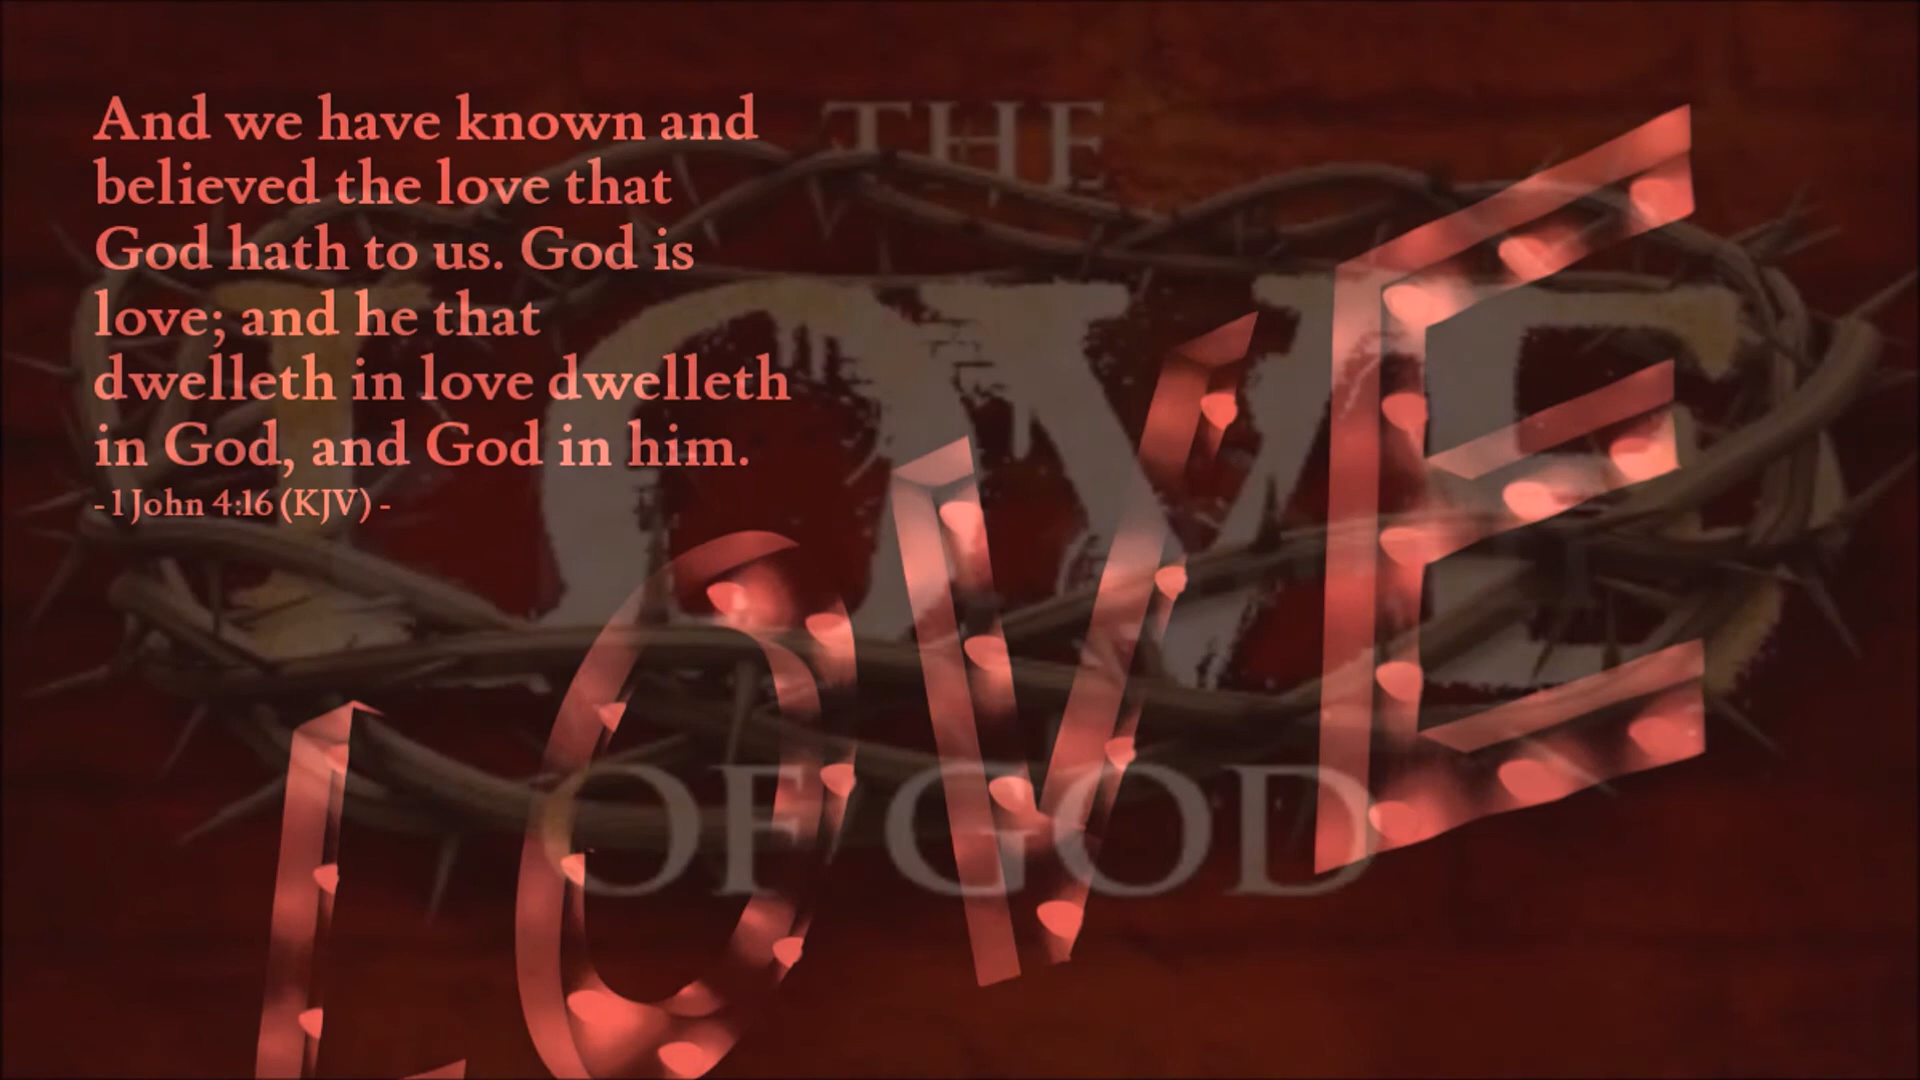 And we have known and
believed the love that
God hath to us. God is
love; and he that
dwelleth in love dwelleth
in God, and God in him.
- 1 John 4:16 (KJV) -
THE
LOVE
OF GOD
LOVE